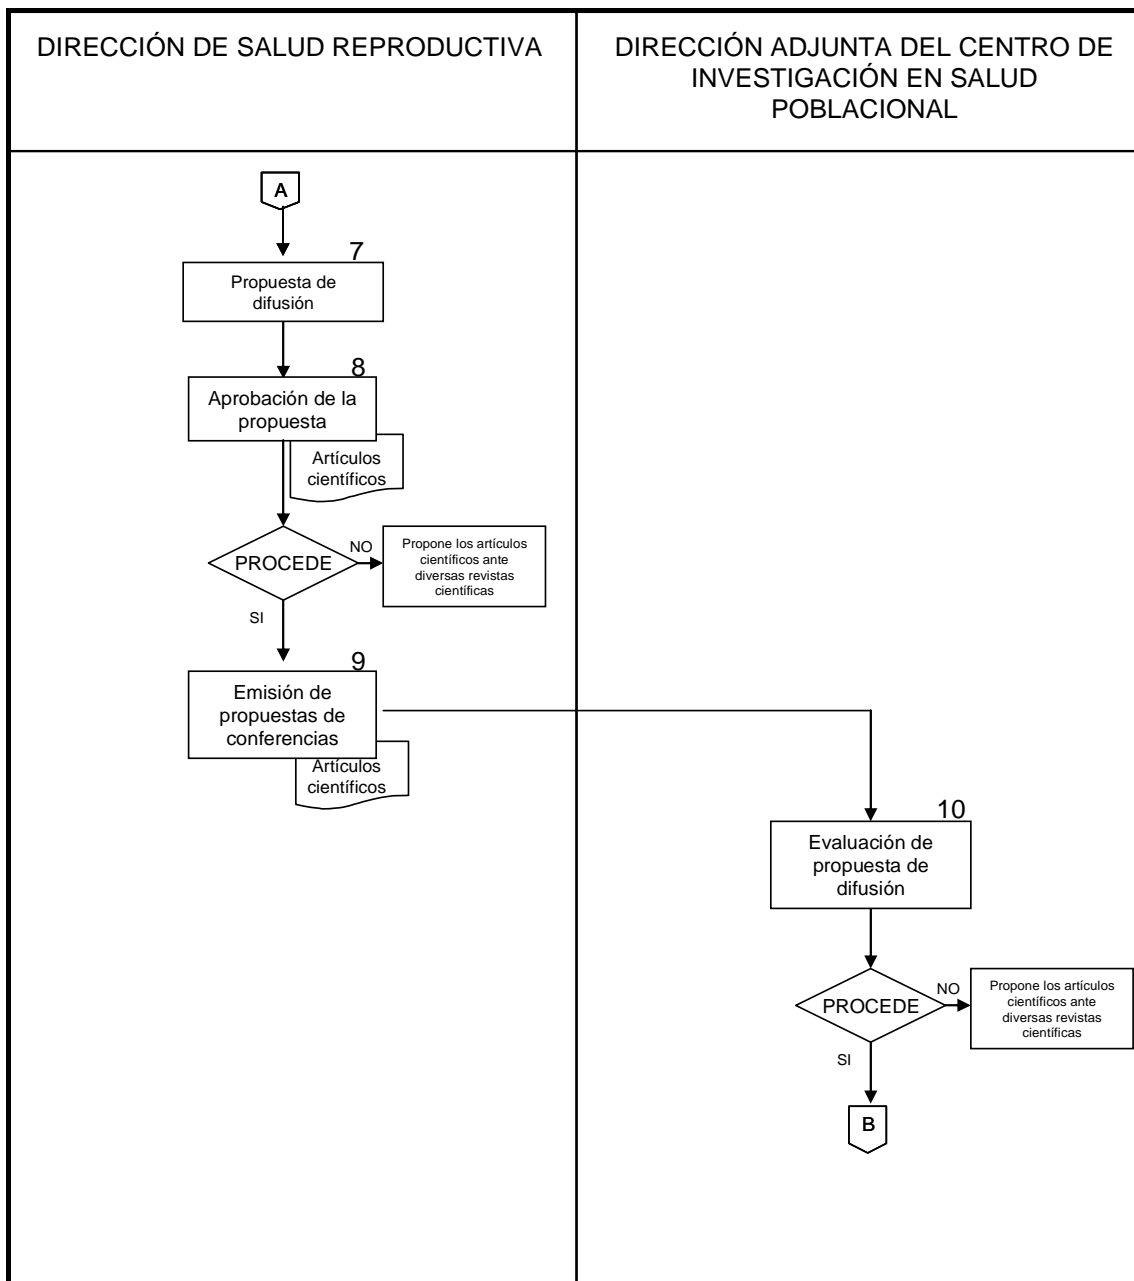 DIRECCIÓN DE SALUD REPRODUCTIVA
DIRECCIÓN ADJUNTA DEL CENTRO DE
INVESTIGACIÓN EN SALUD
POBLACIONAL
A
7
Propuesta de
difusión
8
Aprobación de la
propuesta
Artículos
científicos
PROCEDE
NO
Propone los artículos
científicos ante
diversas revistas
científicas
SI
9
Emisión de
propuestas de
conferencias
Artículos
científicos
10
Evaluación de
propuesta de
difusión
PROCEDE
NO
Propone los artículos
científicos ante
diversas revistas
científicas
SI
B